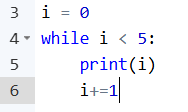 3 i = 0
4 while i < 5:
5     print(i)
6     i+=1